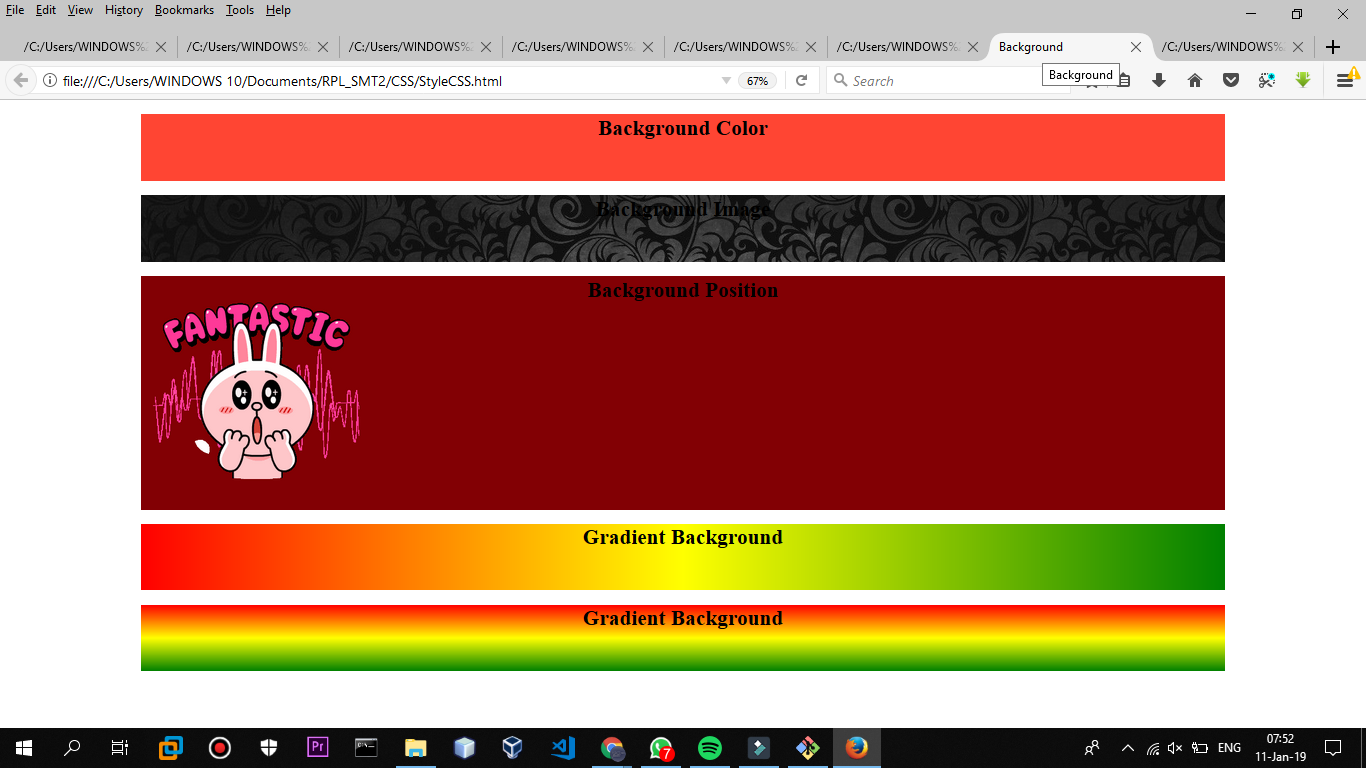 File Edit View History Bookmarks Tools Help
/C:/Users/WINDOWS% /C:/Users/WINDOWS% /C:/Users/WINDOWS% /C:/Users/WINDOWS% /C:/Users/WINDOWS% /C:/Users/WINDOWS% Background /C:/Users/WINDOWS%
file:///C:/Users/WINDOWS 10/Documents/RPL_SMT2/CSS/StyleCSS.html 67% Search
Background
Background Color
Background Image
Background Position
FANTASTIC
Gradient Background
Gradient Background
Pr 7 ENG 07:52
11-Jan-19